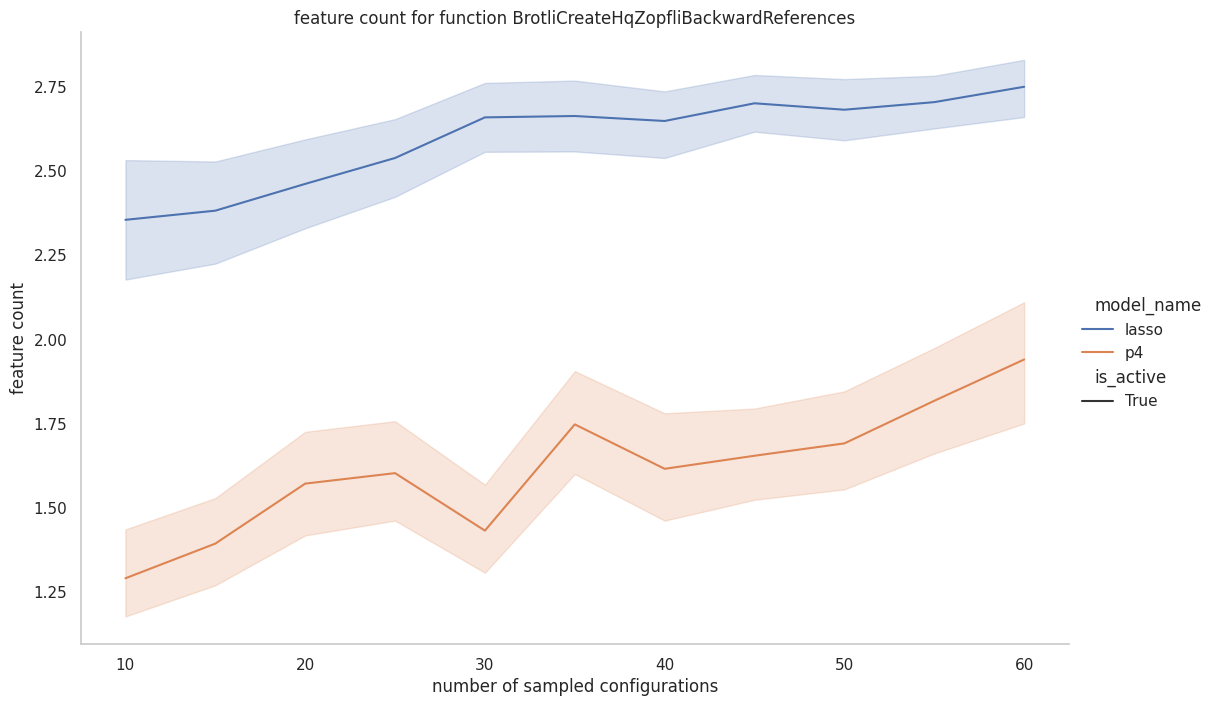 feature count for function BrotliCreateHqZopfliBackwardReferences
2.75
2.50
2.25
2.00
1.75
1.50
1.25
feature count
10
20
30
40
50
60
number of sampled configurations
model_name
lasso
p4
is_active
True